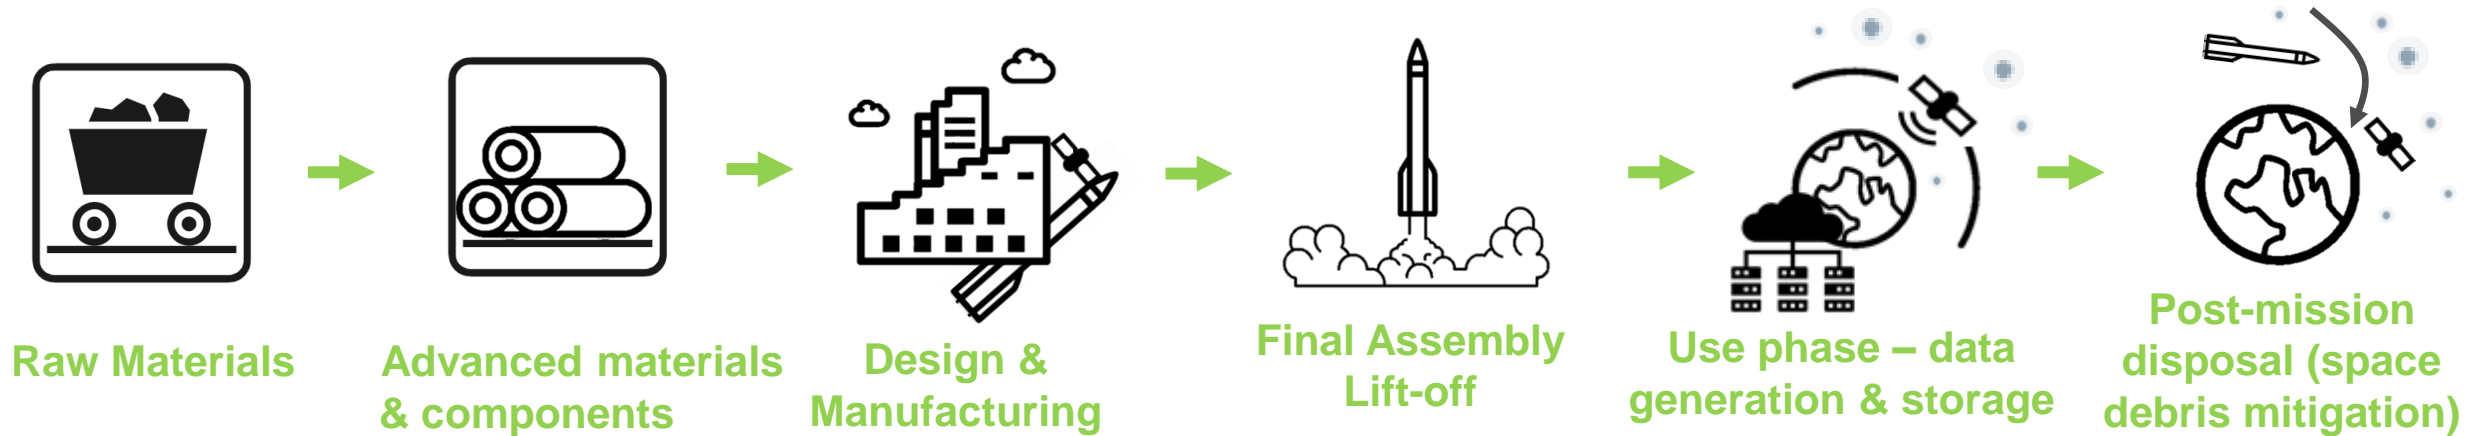 Raw Materials
Advanced materials
& components
Design &
Manufacturing
Final Assembly
Lift-off
Use phase – data
generation & storage
Post-mission
disposal (space
debris mitigation)